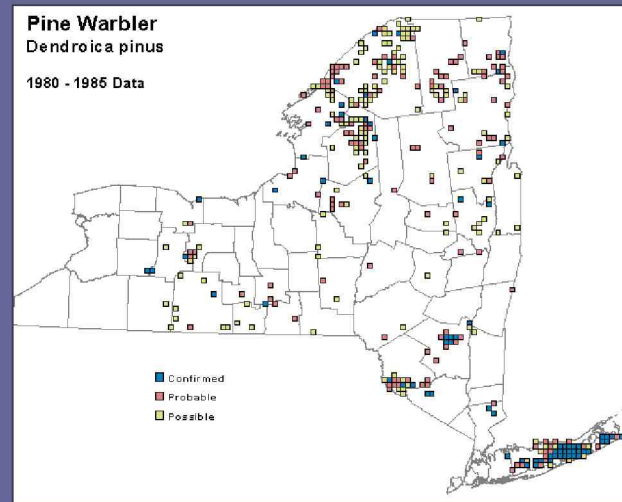 Pine Warbler
Dendroica pinus
1980 - 1985 Data
Confirmed
Probable
Possible